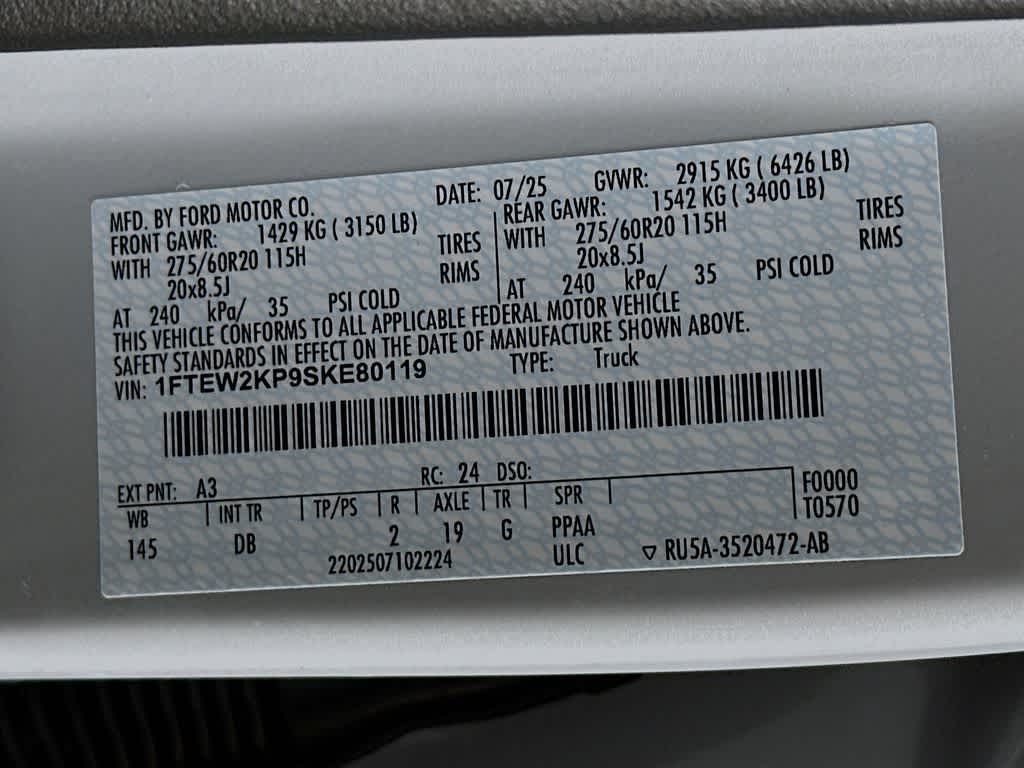 MFD. BY FORD MOTOR CO. DATE: 07/25 GVWR: 2915 KG ( 6426 LB)
FRONT GAWR: 1429 KG ( 3150 LB) REAR GAWR: 1542 KG ( 3400 LB)
WITH 275/60R20 115H TIRES WITH 275/60R20 115H TIRES
20x8.5J RIMS 20x8.5J RIMS
AT 240 kPa/ 35 PSI COLD AT 240 kPa/ 35 PSI COLD
THIS VEHICLE CONFORMS TO ALL APPLICABLE FEDERAL MOTOR VEHICLE
SAFETY STANDARDS IN EFFECT ON THE DATE OF MANUFACTURE SHOWN ABOVE.
VIN: 1FTEW2KP9SKE80119 TYPE: Truck
EXT PNT: A3 RC: 24 DSO: F0000
WB INT TR TP/PS R AXLE TR SPR T0570
145 DB 2 19 G PPAA
2202507102224 ULC ▽ RU5A-3520472-AB